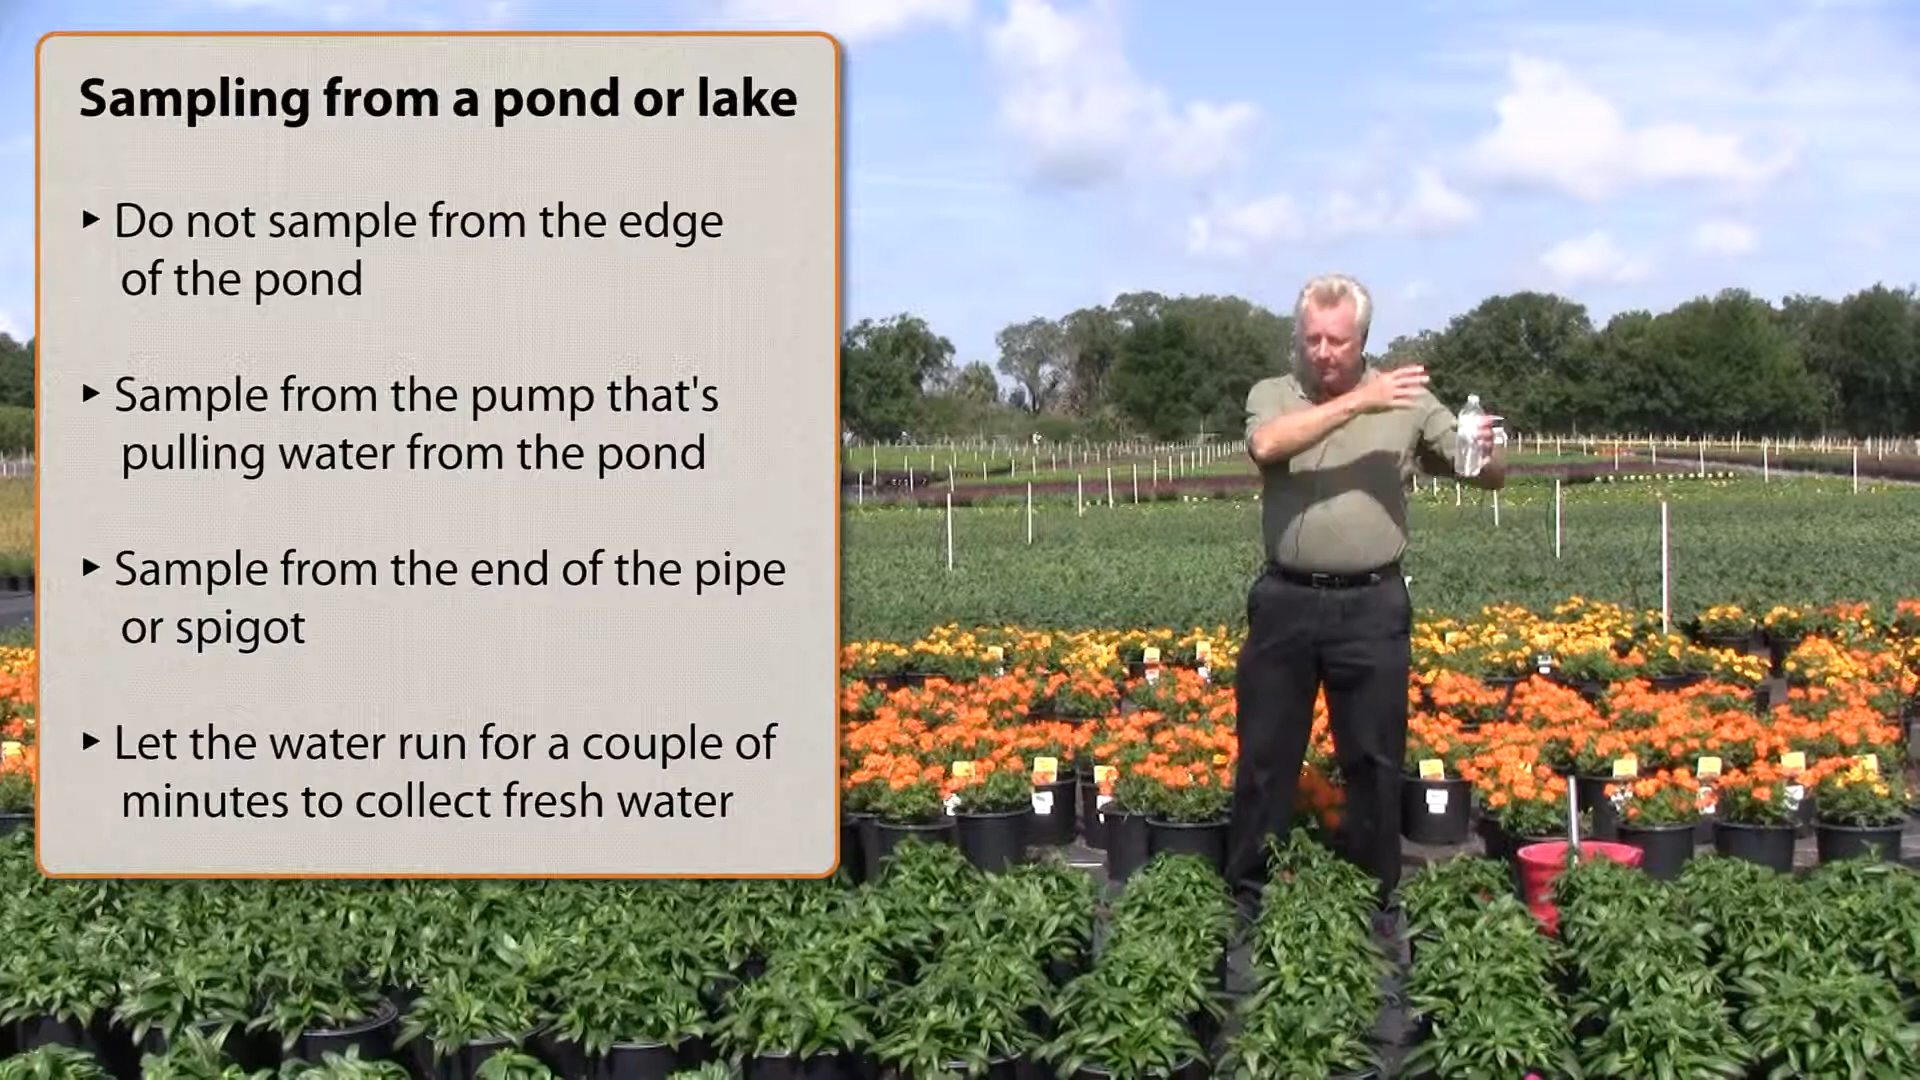 Sampling from a pond or lake
▸ Do not sample from the edge
of the pond
▸ Sample from the pump that's
pulling water from the pond
▸ Sample from the end of the pipe
or spigot
▸ Let the water run for a couple of
minutes to collect fresh water